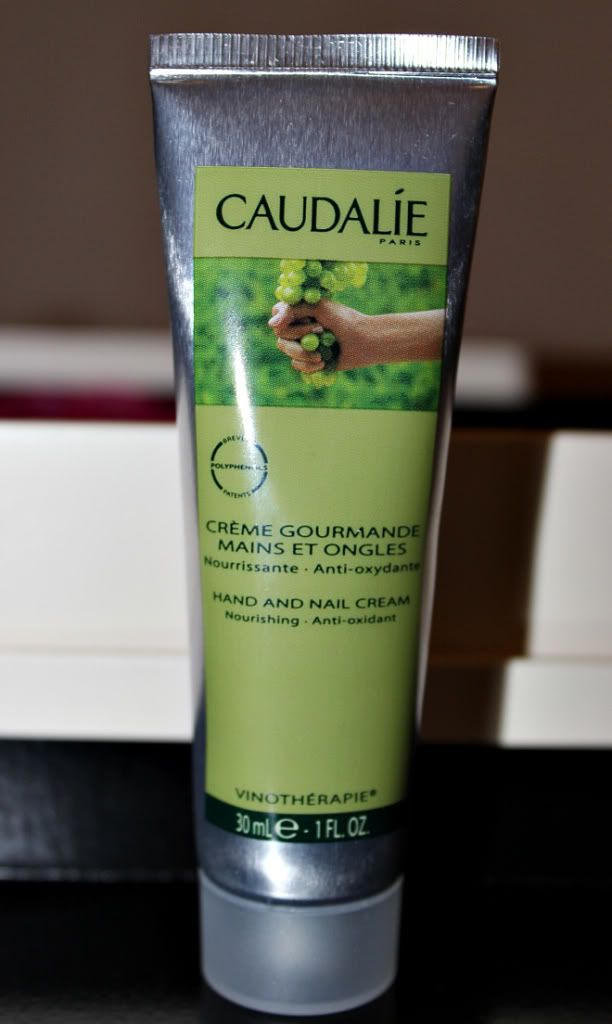 CAUDALÍE
PARIS
BREVETS
POLYPHENOLS
PATENTS
CRÈME GOURMANDE
MAINS ET ONGLES
Nourrissante · Anti-oxydante
HAND AND NAIL CREAM
Nourishing · Anti-oxidant
VINOTHÉRAPIE®
30 mL e - 1 FL. OZ.